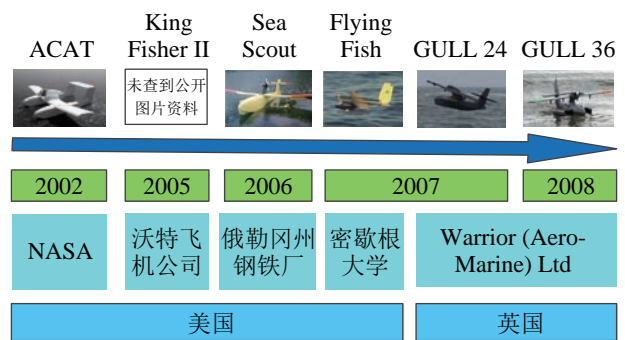 ACAT
King
Fisher II
Sea
Scout
Flying
Fish
GULL 24
GULL 36
未查到公开
图片资料
2002
2005
2006
2007
2008
NASA
沃特飞
机公司
俄勒冈州
钢铁厂
密歇根
大学
Warrior (Aero-
Marine) Ltd
美国
英国